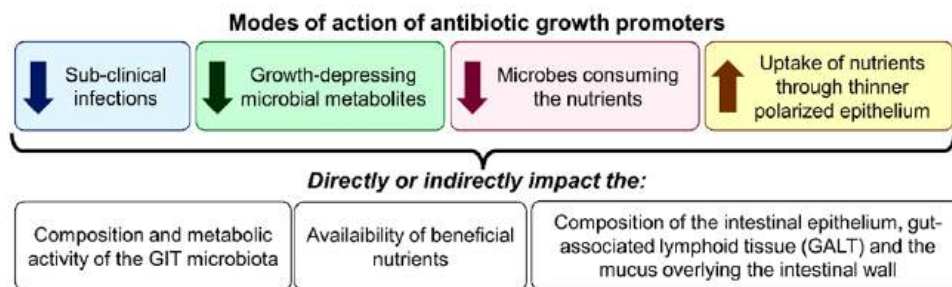 Modes of action of antibiotic growth promoters
Sub-clinical
infections
Growth-depressing
microbial metabolites
Microbes consuming
the nutrients
Uptake of nutrients
through thinner
polarized epithelium
Directly or indirectly impact the:
Composition and metabolic
activity of the GIT microbiota
Availaibility of beneficial
nutrients
Composition of the intestinal epithelium, gut-
associated lymphoid tissue (GALT) and the
mucus overlying the intestinal wall